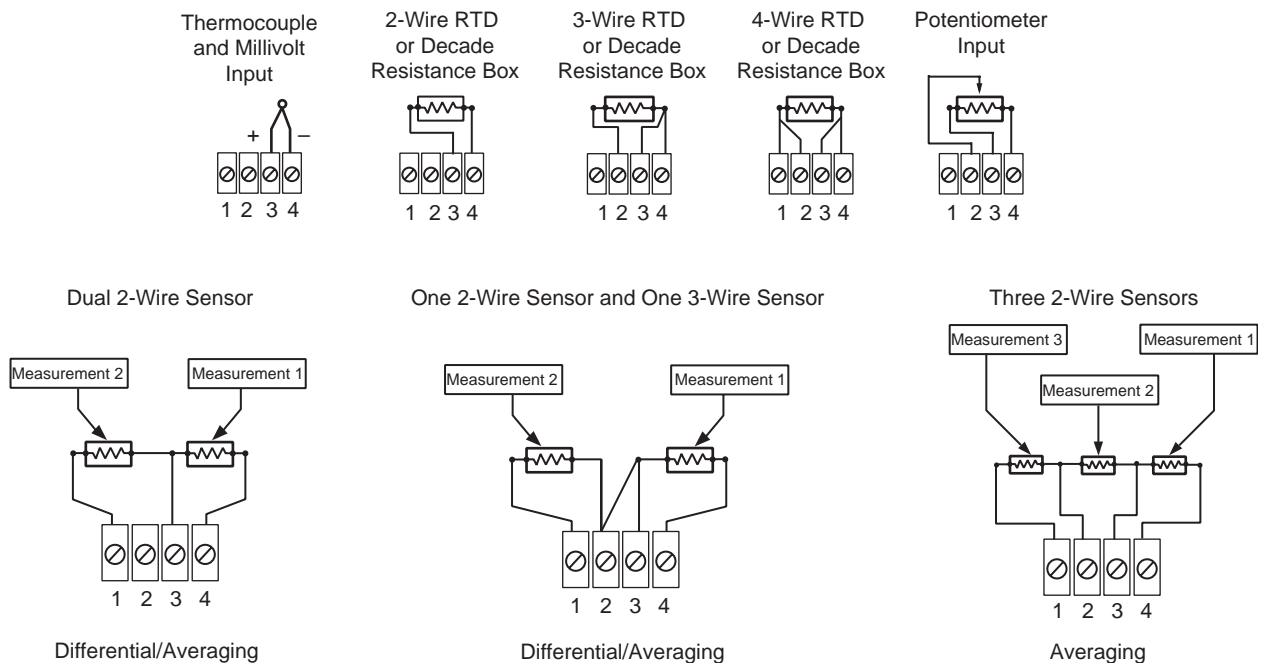 Thermocouple
and Millivolt
Input
+ –
1 2 3 4
2-Wire RTD
or Decade
Resistance Box
1 2 3 4
3-Wire RTD
or Decade
Resistance Box
1 2 3 4
4-Wire RTD
or Decade
Resistance Box
1 2 3 4
Potentiometer
Input
1 2 3 4
Dual 2-Wire Sensor
Measurement 2
Measurement 1
1 2 3 4
Differential/Averaging
One 2-Wire Sensor and One 3-Wire Sensor
Measurement 2
Measurement 1
1 2 3 4
Differential/Averaging
Three 2-Wire Sensors
Measurement 3
Measurement 1
Measurement 2
1 2 3 4
Averaging